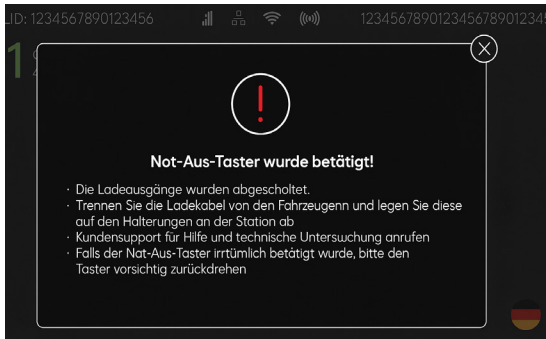 LID: 1234567890123456
1234567890123456789012345
1
Not-Aus-Taster wurde betätigt!
· Die Ladeausgänge wurden abgescholtet.
· Trennen Sie die Ladekabel von den Fahrzeugenn und legen Sie diese
auf den Halterungen an der Station ab
· Kundensupport für Hilfe und technische Untersuchung anrufen
· Falls der Nat-Aus-Taster irrtümlich betätigt wurde, bitte den
Taster vorsichtig zurückdrehen